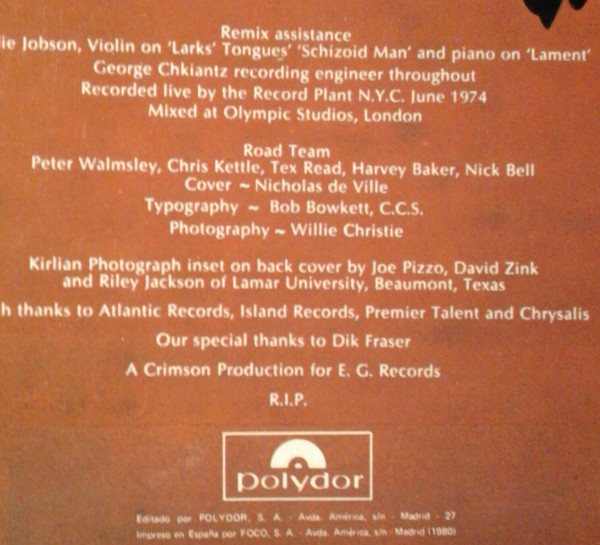 Remix assistance
ie Jobson, Violin on 'Larks' Tongues' 'Schizoid Man' and piano on 'Lament'
George Chkiantz recording engineer throughout
Recorded live by the Record Plant N.Y.C. June 1974
Mixed at Olympic Studios, London
Road Team
Peter Walmsley, Chris Kettle, Tex Read, Harvey Baker, Nick Bell
Cover ~ Nicholas de Ville
Typography ~ Bob Bowkett, C.C.S.
Photography ~ Willie Christie
Kirlian Photograph inset on back cover by Joe Pizzo, David Zink
and Riley Jackson of Lamar University, Beaumont, Texas
h thanks to Atlantic Records, Island Records, Premier Talent and Chrysalis
Our special thanks to Dik Fraser
A Crimson Production for E. G. Records
R.I.P.
polydor
Editado por POLYDOR, S. A. - Avda. América, s/n - Madrid - 27
Impreso en España por FOCO, S. A. - Avda. América, s/n - Madrid (1980)